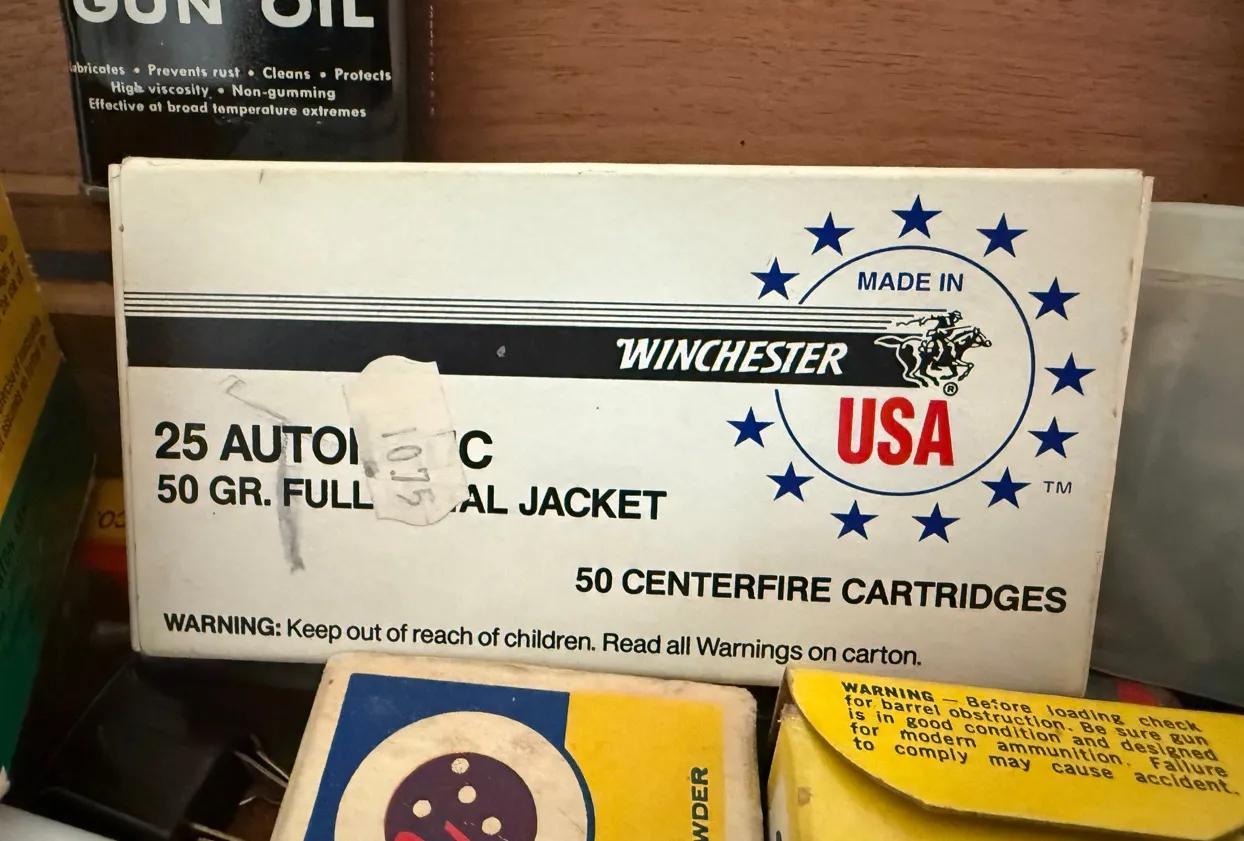 GUN OIL
Lubricates • Prevents rust • Cleans • Protects
High viscosity • Non-gumming
Effective at broad temperature extremes
MADE IN
WINCHESTER
®
USA
25 AUTOM C
1075
50 GR. FULL AL JACKET
TM
50 CENTERFIRE CARTRIDGES
WARNING: Keep out of reach of children. Read all Warnings on carton.
WARNING — Before loading check
for barrel obstruction. Be sure gun
is in good condition and designed
for modern ammunition. Failure
to comply may cause accident.
WDER